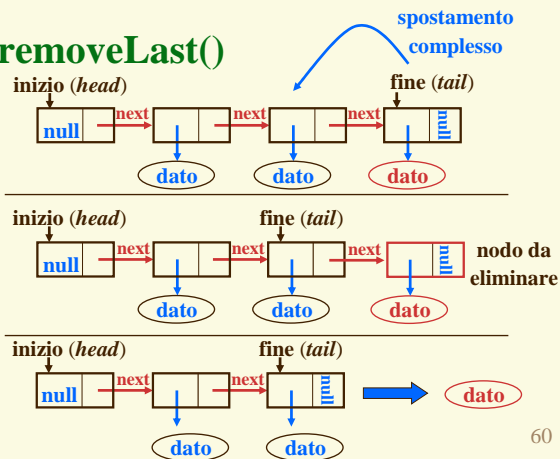 spostamento
complesso
removeLast()
inizio (head)
fine (tail)
null next next next null
dato dato dato
inizio (head)
fine (tail)
null next next next null
nodo da
eliminare
dato dato dato
inizio (head)
fine (tail)
null next next null
dato
dato dato
60